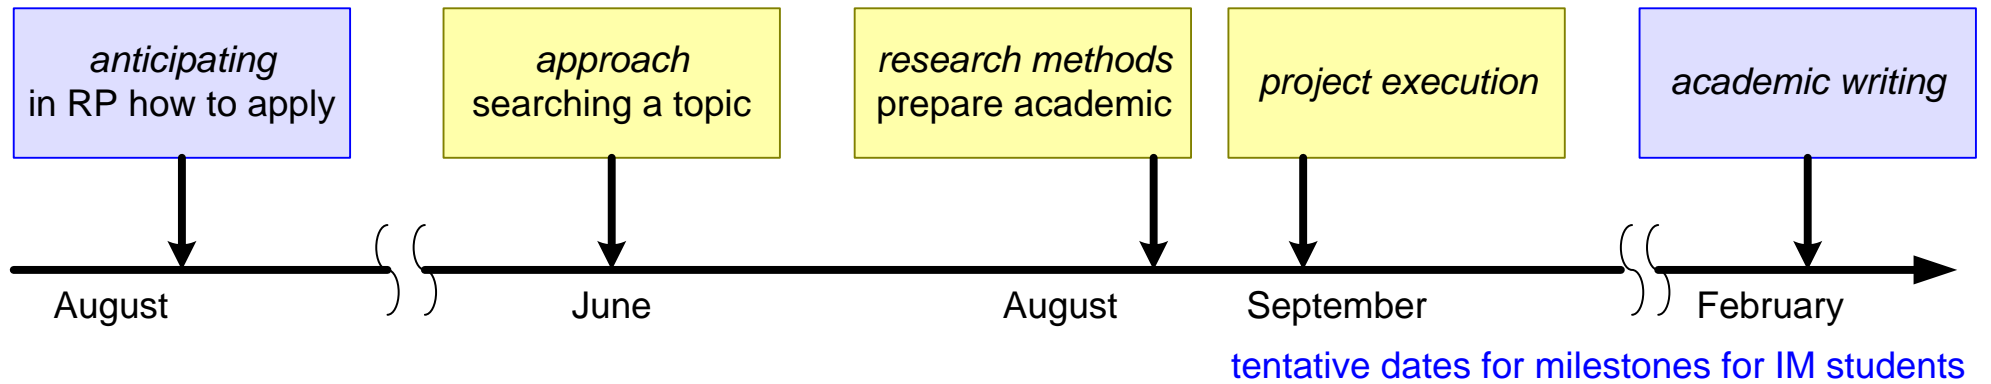 anticipating
in RP how to apply
approach
searching a topic
research methods
prepare academic
project execution
academic writing
August
June
August
September
February
tentative dates for milestones for IM students